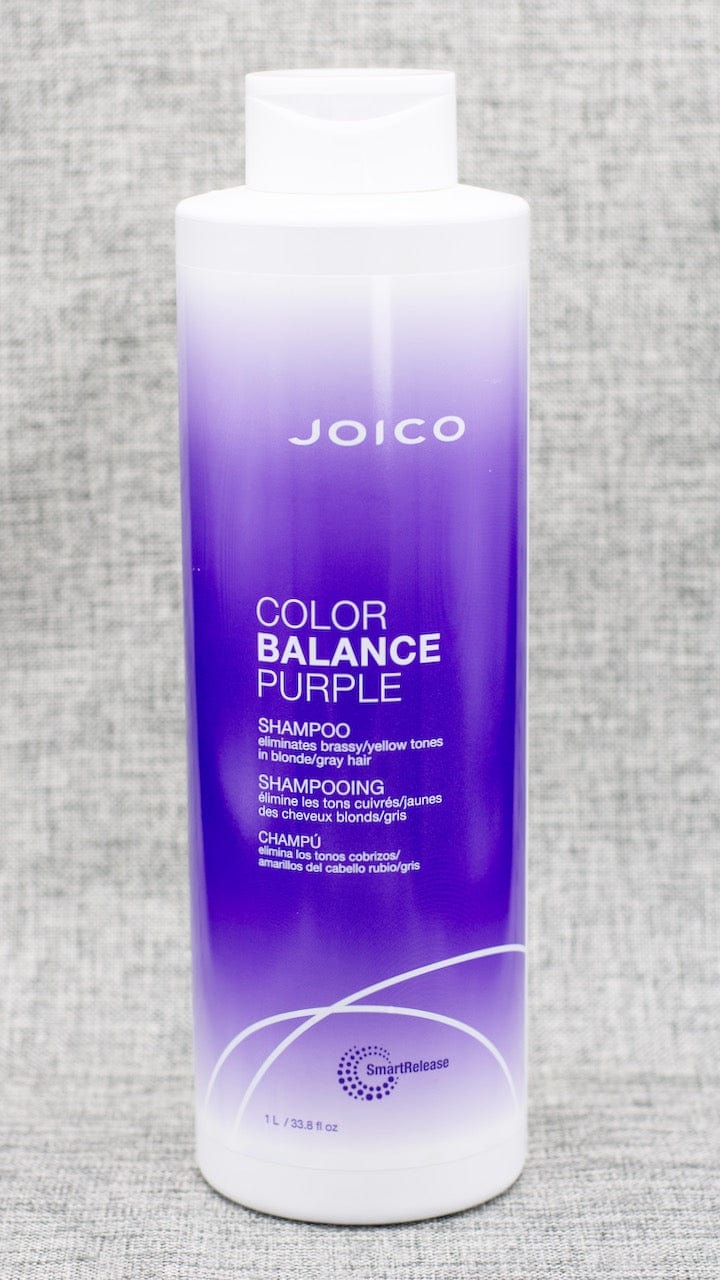 JOICO
COLOR
BALANCE
PURPLE
SHAMPOO
eliminates brassy/yellow tones
in blonde/gray hair
SHAMPOOING
élimine les tons cuivrés/jaunes
des cheveux blonds/gris
CHAMPÚ
elimina los tonos cobrizos/
amarillos del cabello rubio/gris
SmartRelease
1 L / 33.8 fl oz